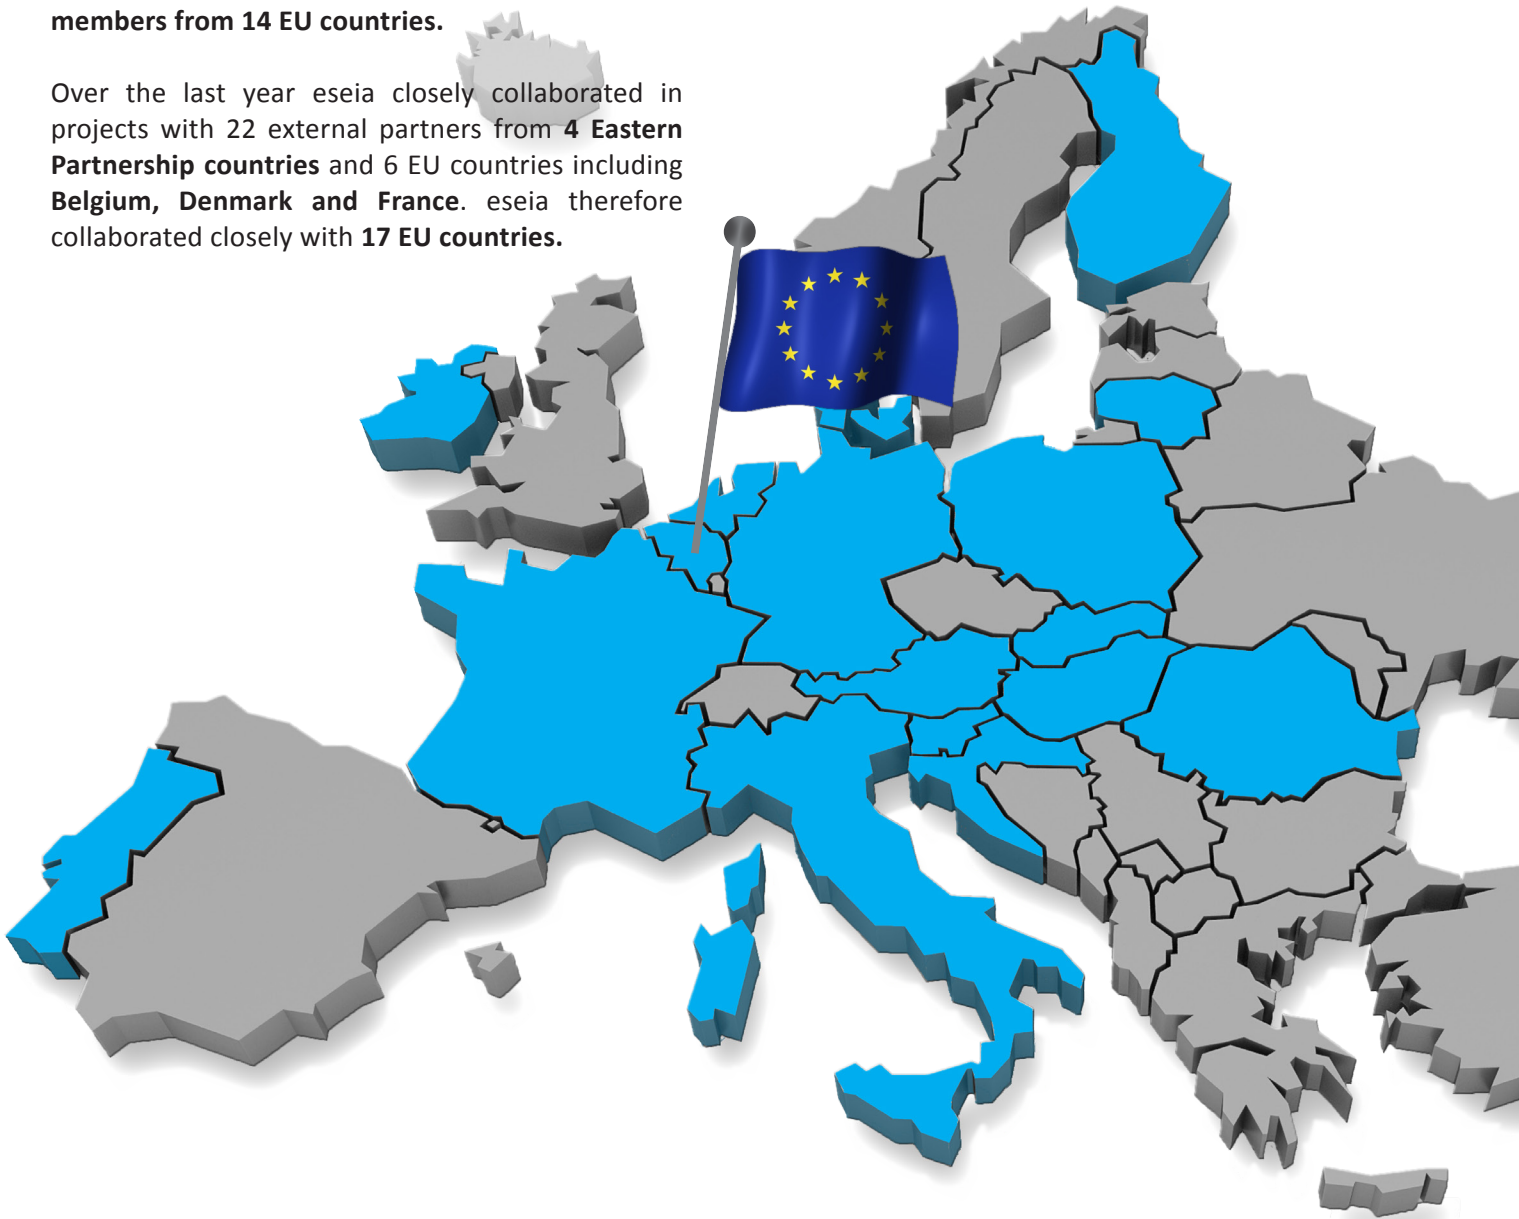 members from 14 EU countries.
Over the last year eseia closely collaborated in
projects with 22 external partners from 4 Eastern
Partnership countries and 6 EU countries including
Belgium, Denmark and France. eseia therefore
collaborated closely with 17 EU countries.